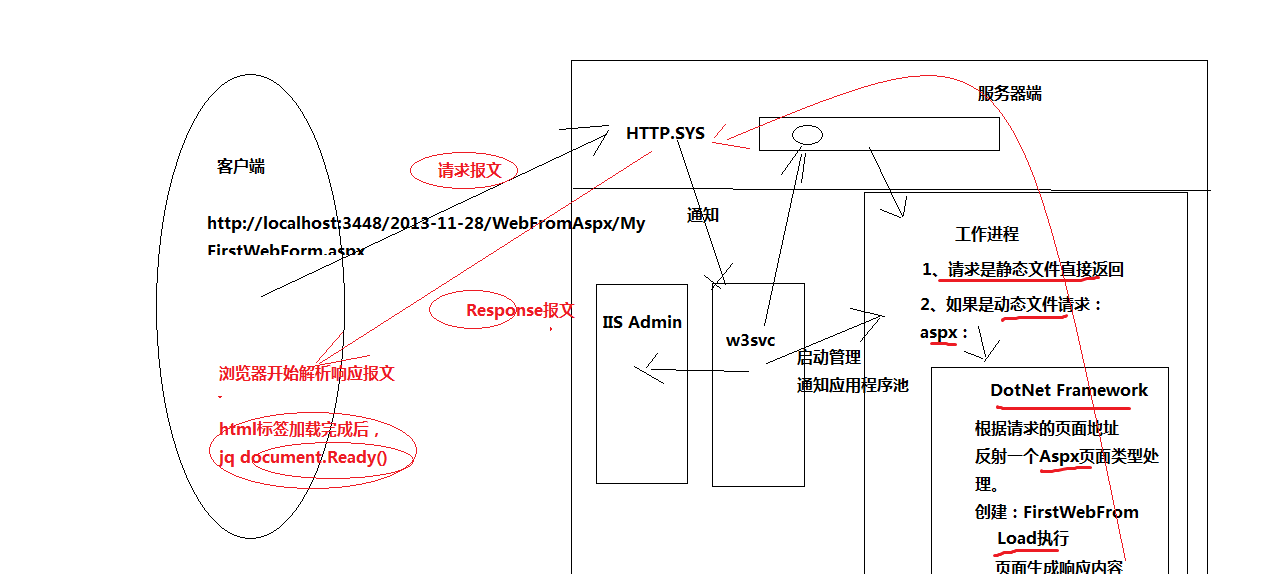 服务器端
HTTP.SYS
客户端
请求报文
http://localhost:3448/2013-11-28/WebFromAspx/My
FirstWebForm.aspx
通知
工作进程
1、请求是静态文件直接返回
2、如果是动态文件请求：
aspx：
Response报文
IIS Admin
w3svc
启动管理
通知应用程序池
浏览器开始解析响应报文
html标签加载完成后，
jq document.Ready()
DotNet Framework
根据请求的页面地址
反射一个Aspx页面类型处
理。
创建：FirstWebFrom
Load执行
页面生成响应内容